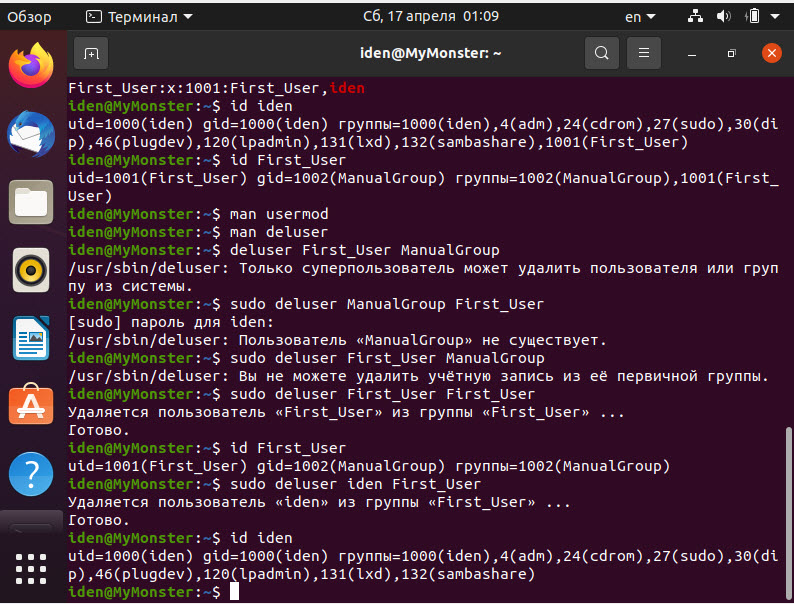 Обзор
Терминал
Сб, 17 апреля 01:09
en
iden@MyMonster: ~
First_User:x:1001:First_User,iden
iden@MyMonster:~$ id iden
uid=1000(iden) gid=1000(iden) группы=1000(iden),4(adm),24(cdrom),27(sudo),30(di
p),46(plugdev),120(lpadmin),131(lxd),132(sambashare),1001(First_User)
iden@MyMonster:~$ id First_User
uid=1001(First_User) gid=1002(ManualGroup) группы=1002(ManualGroup),1001(First_
User)
iden@MyMonster:~$ man usermod
iden@MyMonster:~$ man deluser
iden@MyMonster:~$ deluser First_User ManualGroup
/usr/sbin/deluser: Только суперпользователь может удалить пользователя или груп
пу из системы.
iden@MyMonster:~$ sudo deluser ManualGroup First_User
[sudo] пароль для iden:
/usr/sbin/deluser: Пользователь «ManualGroup» не существует.
iden@MyMonster:~$ sudo deluser First_User ManualGroup
/usr/sbin/deluser: Вы не можете удалить учётную запись из её первичной группы.
iden@MyMonster:~$ sudo deluser First_User First_User
Удаляется пользователь «First_User» из группы «First_User» ...
Готово.
iden@MyMonster:~$ id First_User
uid=1001(First_User) gid=1002(ManualGroup) группы=1002(ManualGroup)
iden@MyMonster:~$ sudo deluser iden First_User
Удаляется пользователь «iden» из группы «First_User» ...
Готово.
iden@MyMonster:~$ id iden
uid=1000(iden) gid=1000(iden) группы=1000(iden),4(adm),24(cdrom),27(sudo),30(di
p),46(plugdev),120(lpadmin),131(lxd),132(sambashare)
iden@MyMonster:~$